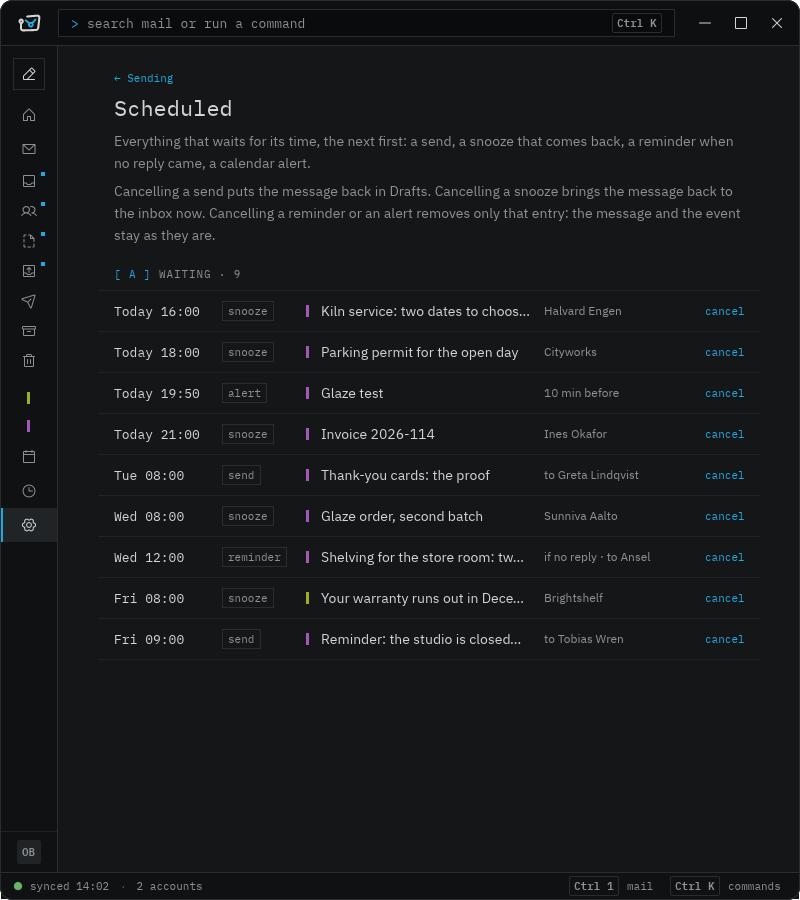 > search mail or run a command Ctrl K
← Sending
Scheduled
Everything that waits for its time, the next first: a send, a snooze that comes back, a reminder when
no reply came, a calendar alert.
Cancelling a send puts the message back in Drafts. Cancelling a snooze brings the message back to
the inbox now. Cancelling a reminder or an alert removes only that entry: the message and the event
stay as they are.
[ A ] WAITING · 9
Today 16:00 snooze Kiln service: two dates to choos... Halvard Engen cancel
Today 18:00 snooze Parking permit for the open day Cityworks cancel
Today 19:50 alert Glaze test 10 min before cancel
Today 21:00 snooze Invoice 2026-114 Ines Okafor cancel
Tue 08:00 send Thank-you cards: the proof to Greta Lindqvist cancel
Wed 08:00 snooze Glaze order, second batch Sunniva Aalto cancel
Wed 12:00 reminder Shelving for the store room: tw... if no reply · to Ansel cancel
Fri 08:00 snooze Your warranty runs out in Dece... Brightshelf cancel
Fri 09:00 send Reminder: the studio is closed... to Tobias Wren cancel
OB
synced 14:02 · 2 accounts Ctrl 1 mail Ctrl K commands